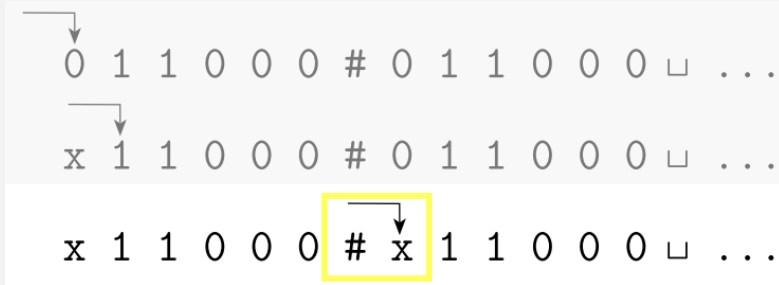 0 1 1 0 0 0 # 0 1 1 0 0 0 ⊔ ...
x 1 1 0 0 0 # 0 1 1 0 0 0 ⊔ ...
x 1 1 0 0 0 # x 1 1 0 0 0 ⊔ ...